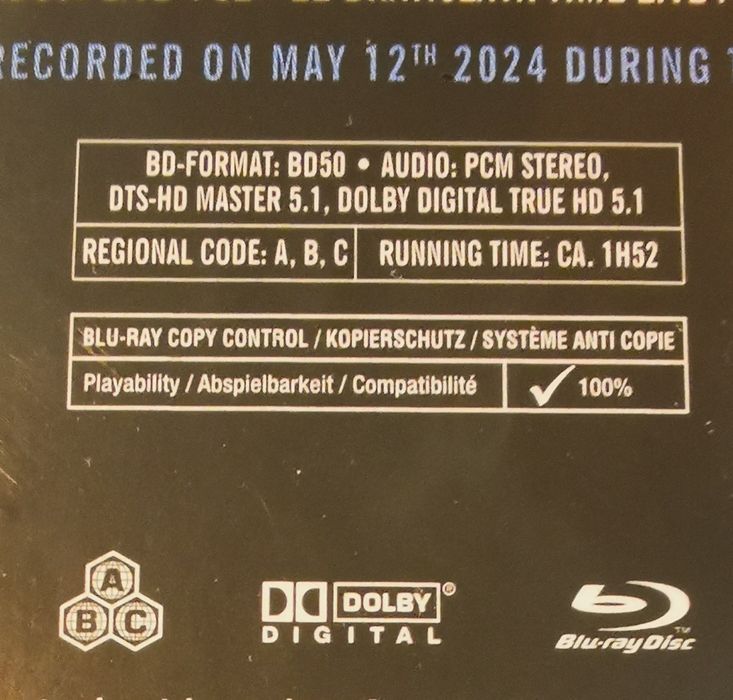 RECORDED ON MAY 12TH 2024 DURING
BD-FORMAT: BD50 • AUDIO: PCM STEREO,
DTS-HD MASTER 5.1, DOLBY DIGITAL TRUE HD 5.1
REGIONAL CODE: A, B, C
RUNNING TIME: CA. 1H52
BLU-RAY COPY CONTROL / KOPIERSCHUTZ / SYSTÈME ANTI COPIE
Playability / Abspielbarkeit / Compatibilité
✓ 100%
A
B C
DOLBY®
DIGITAL
Blu-ray Disc™